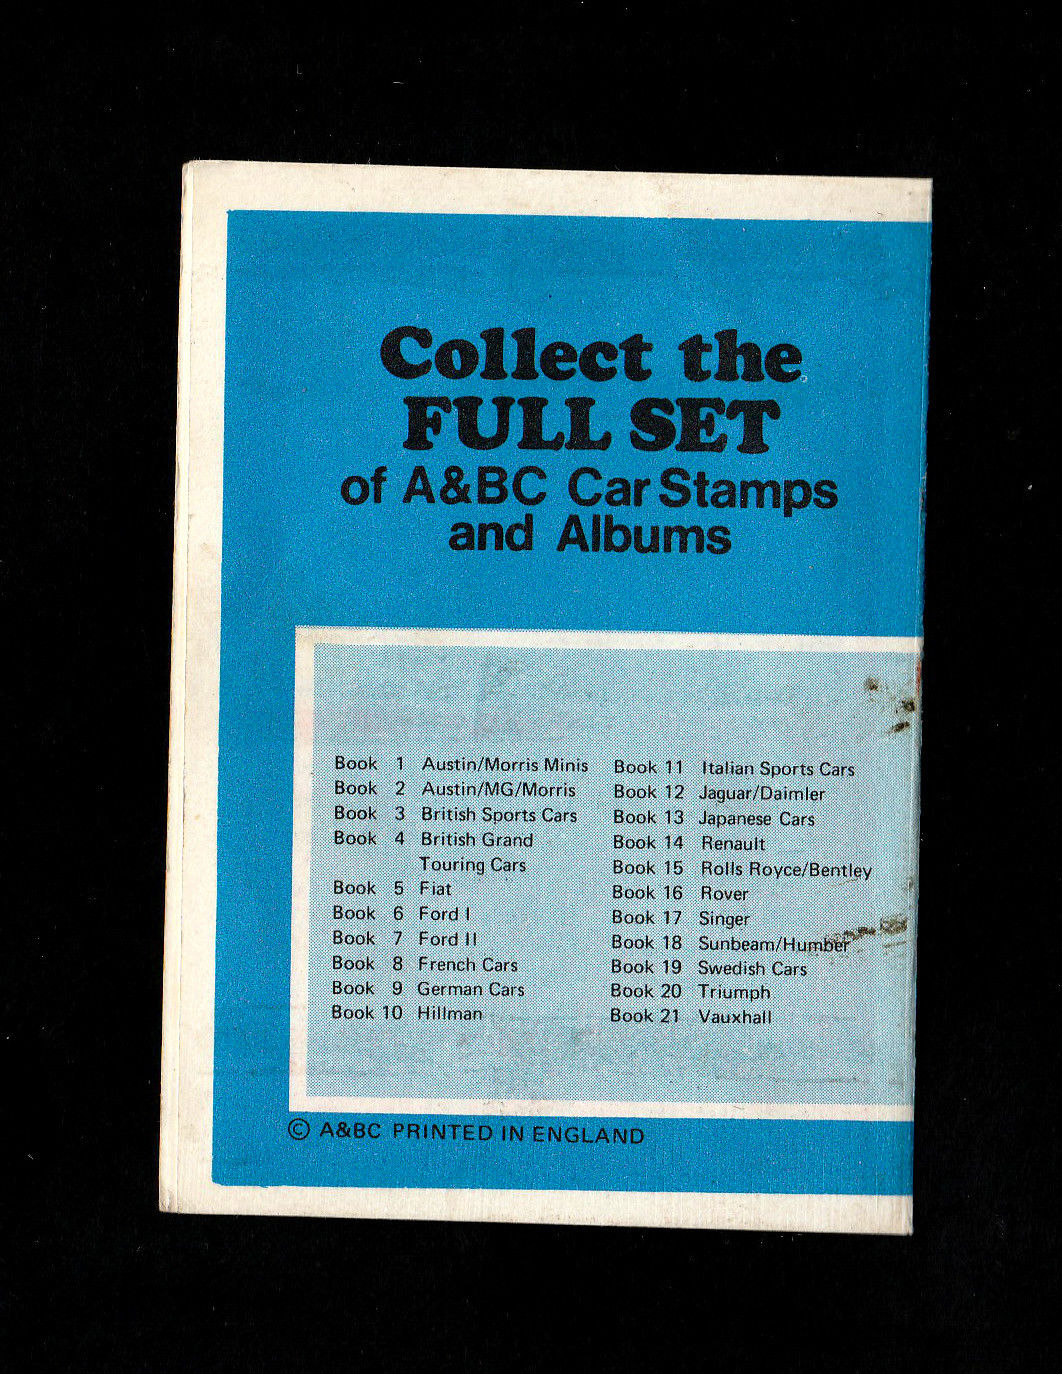 Collect the
FULL SET
of A&BC Car Stamps
and Albums
Book 1 Austin/Morris Minis
Book 2 Austin/MG/Morris
Book 3 British Sports Cars
Book 4 British Grand
Touring Cars
Book 5 Fiat
Book 6 Ford I
Book 7 Ford II
Book 8 French Cars
Book 9 German Cars
Book 10 Hillman
Book 11 Italian Sports Cars
Book 12 Jaguar/Daimler
Book 13 Japanese Cars
Book 14 Renault
Book 15 Rolls Royce/Bentley
Book 16 Rover
Book 17 Singer
Book 18 Sunbeam/Humber
Book 19 Swedish Cars
Book 20 Triumph
Book 21 Vauxhall
© A&BC PRINTED IN ENGLAND